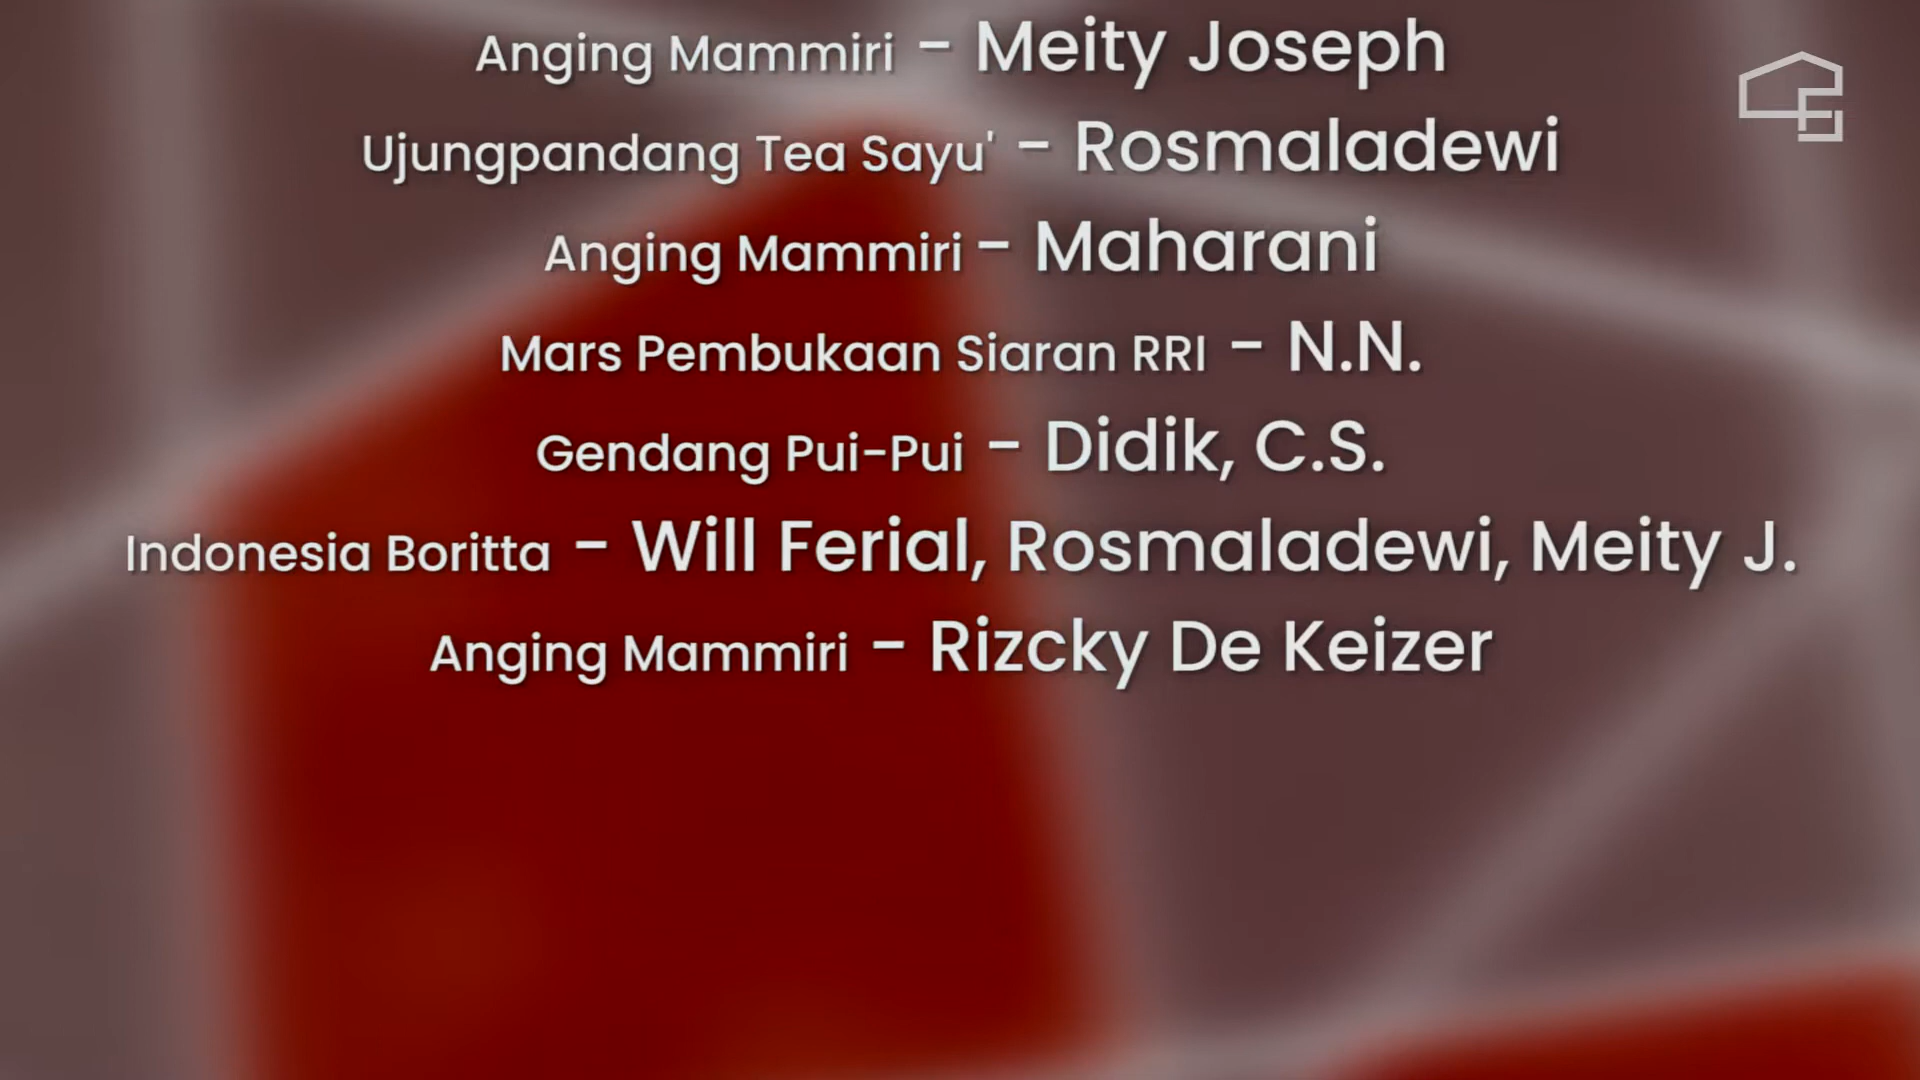 Anging Mammiri - Meity Joseph
Ujungpandang Tea Sayu' - Rosmaladewi
Anging Mammiri - Maharani
Mars Pembukaan Siaran RRI - N.N.
Gendang Pui-Pui - Didik, C.S.
Indonesia Boritta - Will Ferial, Rosmaladewi, Meity J.
Anging Mammiri - Rizcky De Keizer